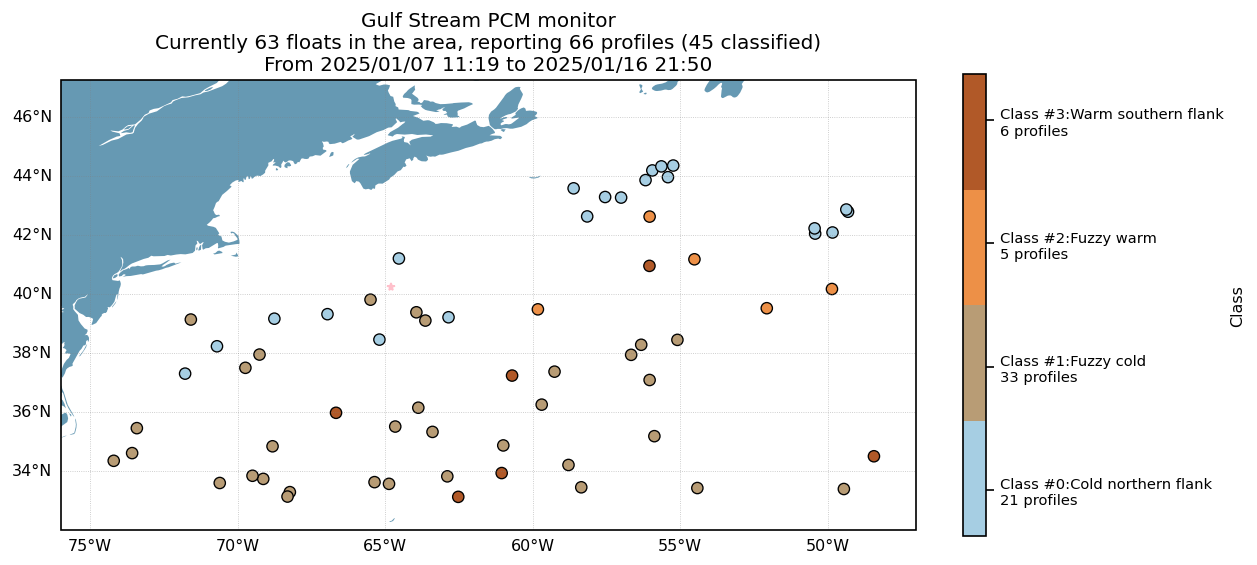 Gulf Stream PCM monitor
Currently 63 floats in the area, reporting 66 profiles (45 classified)
From 2025/01/07 11:19 to 2025/01/16 21:50
46°N
44°N
42°N
40°N
38°N
36°N
34°N
75°W
70°W
65°W
60°W
55°W
50°W
Class #3:Warm southern flank
6 profiles
Class #2:Fuzzy warm
5 profiles
Class #1:Fuzzy cold
33 profiles
Class #0:Cold northern flank
21 profiles
Class